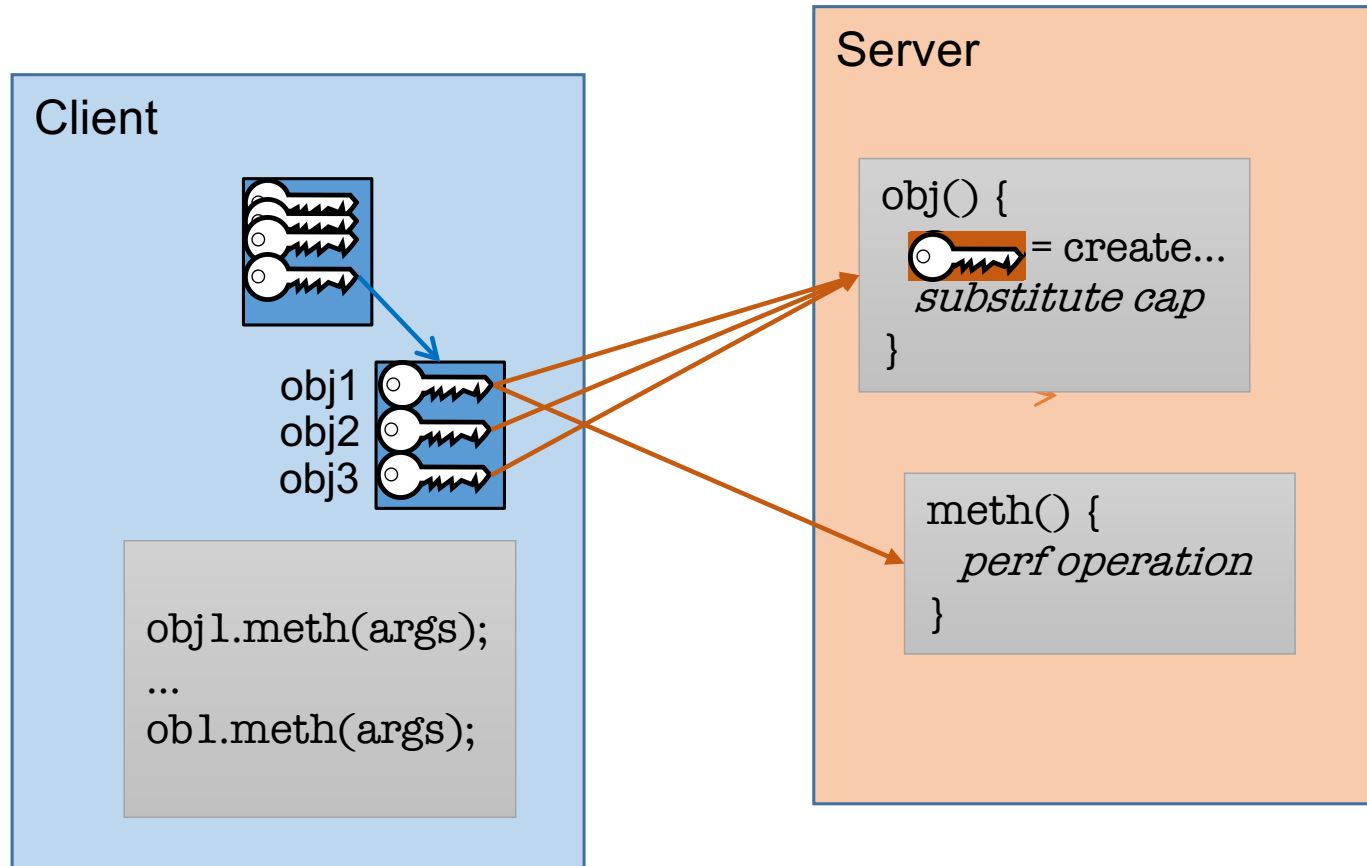 Client
obj1
obj2
obj3
obj1.meth(args);
...
ob1.meth(args);
Server
obj() {
= create...
substitute cap
}
meth() {
perf operation
}